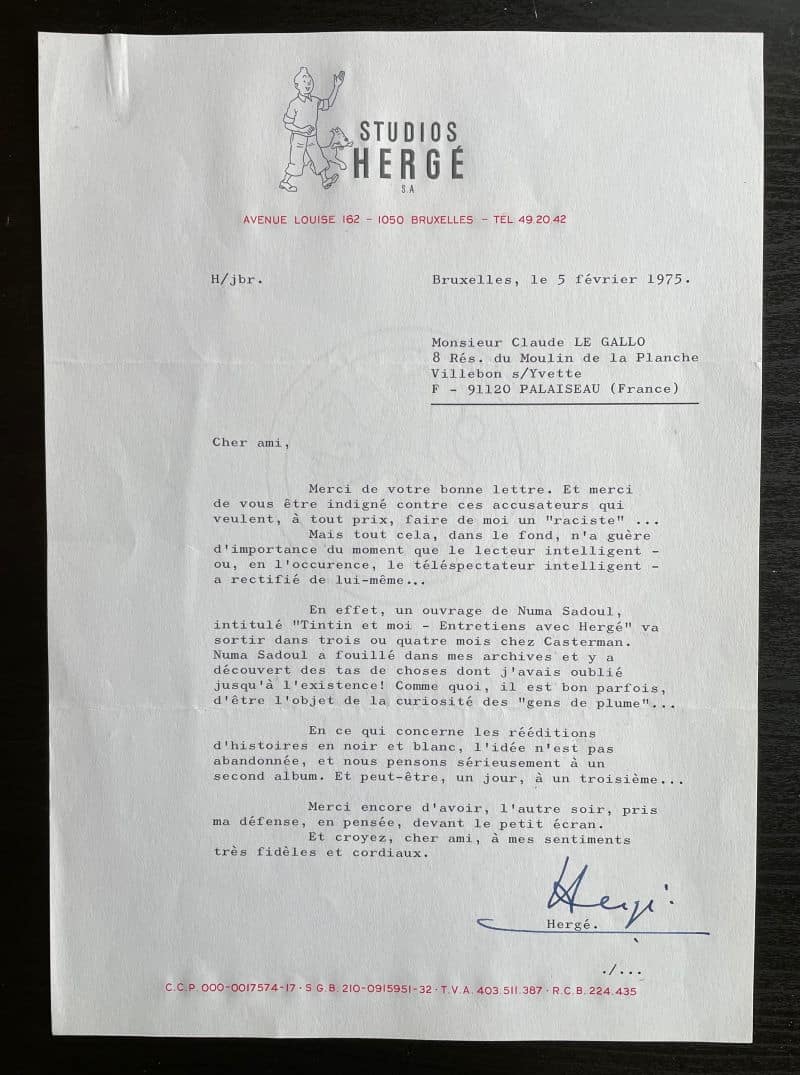 STUDIOS
HERGÉ
S.A
AVENUE LOUISE 162 - 1050 BRUXELLES - TÉL 49.20.42
H/jbr.
Bruxelles, le 5 février 1975.
Monsieur Claude LE GALLO
8 Rés. du Moulin de la Planche
Villebon s/Yvette
F - 91120 PALAISEAU (France)
Cher ami,
Merci de votre bonne lettre. Et merci
de vous être indigné contre ces accusateurs qui
veulent, à tout prix, faire de moi un "raciste" ...
Mais tout cela, dans le fond, n'a guère
d'importance du moment que le lecteur intelligent -
ou, en l'occurence, le téléspectateur intelligent -
a rectifié de lui-même...
En effet, un ouvrage de Numa Sadoul,
intitulé "Tintin et moi - Entretiens avec Hergé" va
sortir dans trois ou quatre mois chez Casterman.
Numa Sadoul a fouillé dans mes archives et y a
découvert des tas de choses dont j'avais oublié
jusqu'à l'existence! Comme quoi, il est bon parfois,
d'être l'objet de la curiosité des "gens de plume"...
En ce qui concerne les rééditions
d'histoires en noir et blanc, l'idée n'est pas
abandonnée, et nous pensons sérieusement à un
second album. Et peut-être, un jour, à un troisième...
Merci encore d'avoir, l'autre soir, pris
ma défense, en pensée, devant le petit écran.
Et croyez, cher ami, à mes sentiments
très fidèles et cordiaux.
Hergé
Hergé.
./...
C.C.P. 000-0017574-17 · S.G.B. 210-0915951-32 · T.V.A. 403.511.387 · R.C.B. 224.435